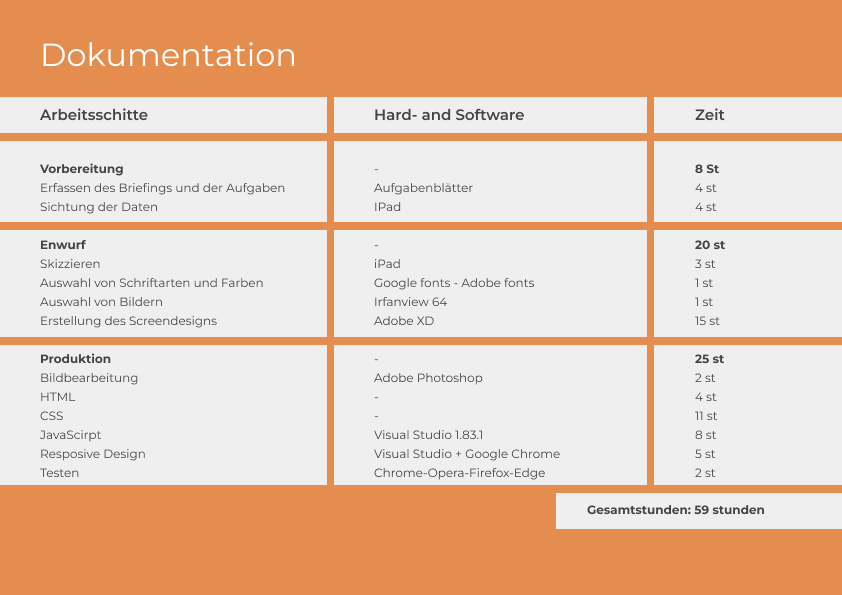 Dokumentation
Arbeitsschitte Hard- and Software Zeit
Vorbereitung - 8 St
Erfassen des Briefings und der Aufgaben Aufgabenblätter 4 st
Sichtung der Daten IPad 4 st
Enwurf - 20 st
Skizzieren iPad 3 st
Auswahl von Schriftarten und Farben Google fonts - Adobe fonts 1 st
Auswahl von Bildern Irfanview 64 1 st
Erstellung des Screendesigns Adobe XD 15 st
Produktion - 25 st
Bildbearbeitung Adobe Photoshop 2 st
HTML - 4 st
CSS - 11 st
JavaScirpt Visual Studio 1.83.1 8 st
Resposive Design Visual Studio + Google Chrome 5 st
Testen Chrome-Opera-Firefox-Edge 2 st
Gesamtstunden: 59 stunden